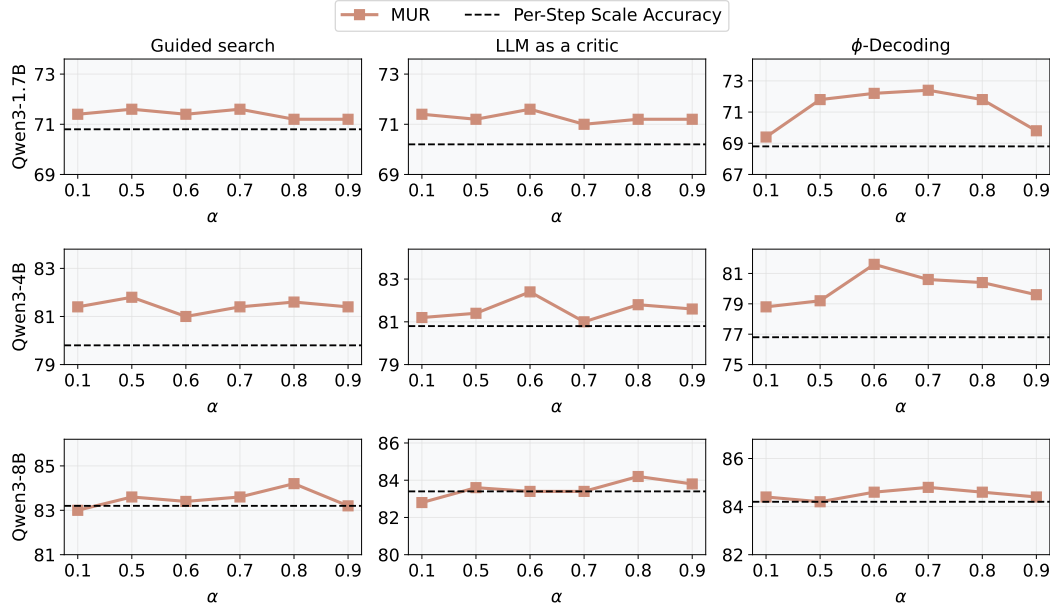 MUR Per-Step Scale Accuracy
Guided search
LLM as a critic
ϕ-Decoding
Qwen3-1.7B
73
71
69
0.1 0.5 0.6 0.7 0.8 0.9
α
73
71
69
0.1 0.5 0.6 0.7 0.8 0.9
α
73
71
69
67
0.1 0.5 0.6 0.7 0.8 0.9
α
Qwen3-4B
83
81
79
0.1 0.5 0.6 0.7 0.8 0.9
α
83
81
79
0.1 0.5 0.6 0.7 0.8 0.9
α
81
79
77
75
0.1 0.5 0.6 0.7 0.8 0.9
α
Qwen3-8B
85
83
81
0.1 0.5 0.6 0.7 0.8 0.9
α
86
84
82
80
0.1 0.5 0.6 0.7 0.8 0.9
α
86
84
82
0.1 0.5 0.6 0.7 0.8 0.9
α